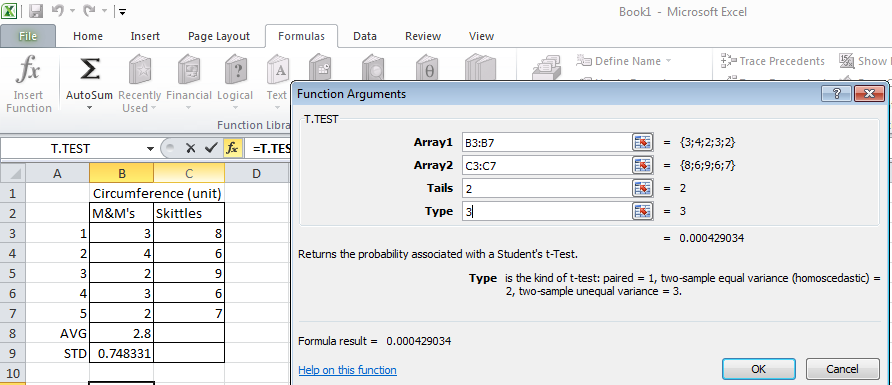 Book1 - Microsoft Excel
File Home Insert Page Layout Formulas Data Review View
fx Σ θ
Insert Function AutoSum Recently Used Financial Logical Text
Define Name Trace Precedents Show
Function Libra
T.TEST fx =T.TES
Function Arguments
T.TEST
Array1 B3:B7 = {3;4;2;3;2}
Array2 C3:C7 = {8;6;9;6;7}
Tails 2 = 2
Type 3 = 3
= 0.000429034
Returns the probability associated with a Student's t-Test.
Type is the kind of t-test: paired = 1, two-sample equal variance (homoscedastic) =
2, two-sample unequal variance = 3.
Formula result = 0.000429034
Help on this function OK Cancel
A B C D
1 Circumference (unit)
2 M&M's Skittles
3 1 3 8
4 2 4 6
5 3 2 9
6 4 3 6
7 5 2 7
8 AVG 2.8
9 STD 0.748331
10